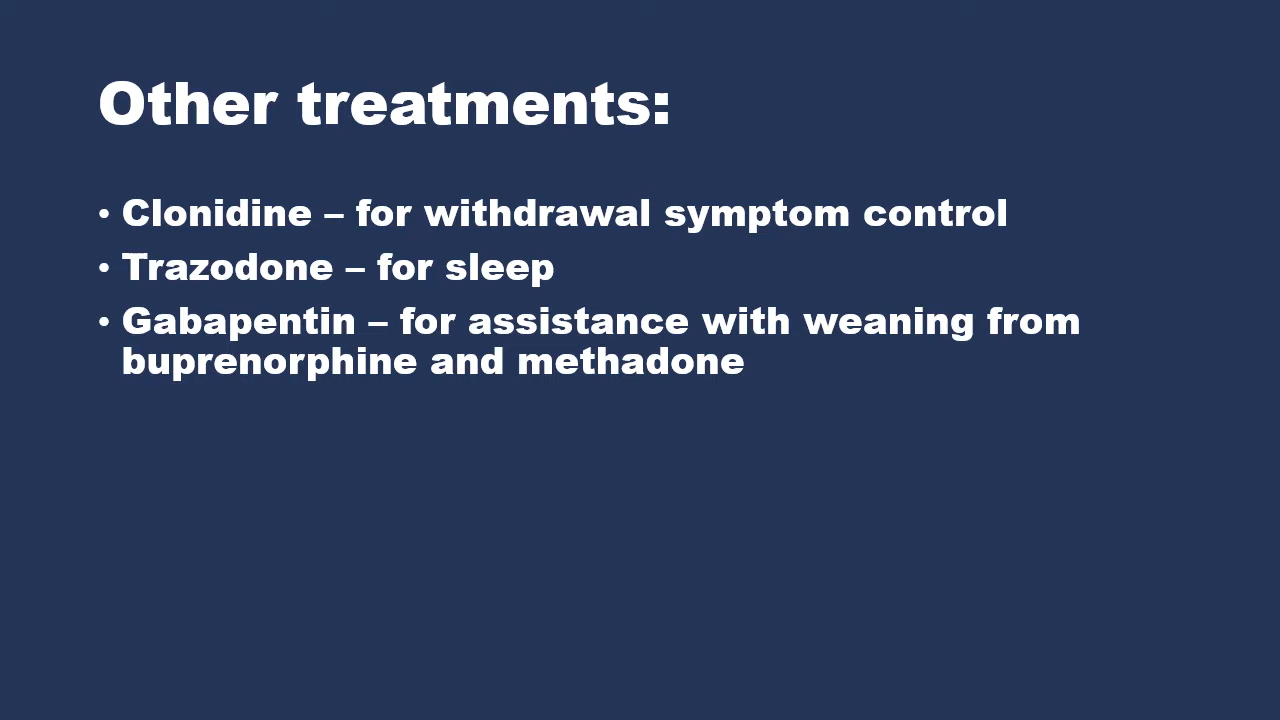 Other treatments:
• Clonidine – for withdrawal symptom control
• Trazodone – for sleep
• Gabapentin – for assistance with weaning from
buprenorphine and methadone